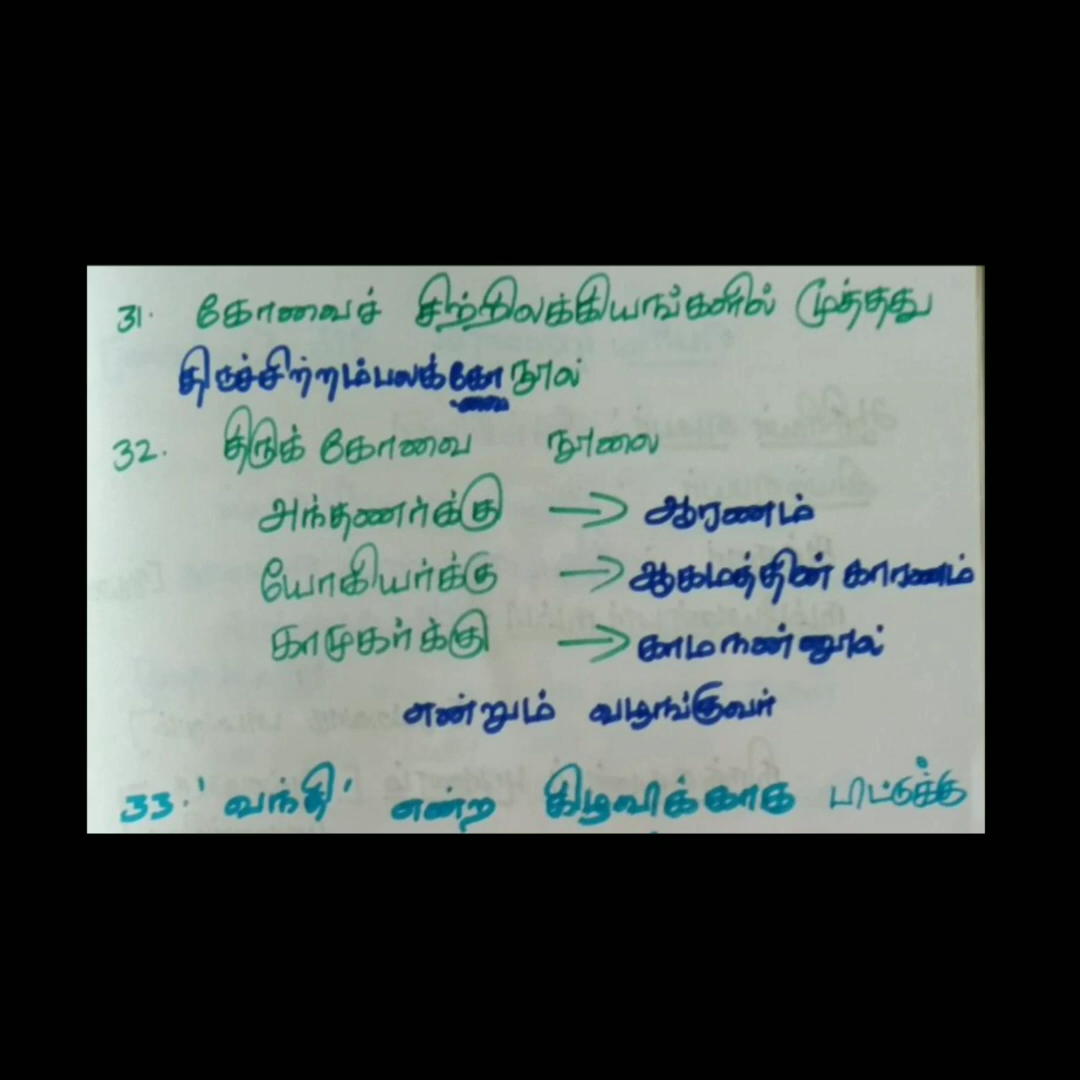 31. கோவைச் சிற்றிலக்கியங்களில் மூத்தது
திருச்சிற்றம்பலக்கோவை நூல்
32. திருக் கோவை நூலை
அந்தணர்க்கு → ஆரணம்
யோகியர்க்கு → ஆகமத்தின் காரணம்
காமுகர்க்கு → காமநன்னூல்
என்றும் வழங்குவர்
33. 'வந்தி' என்ற கிழவிக்காக பிட்டுக்கு